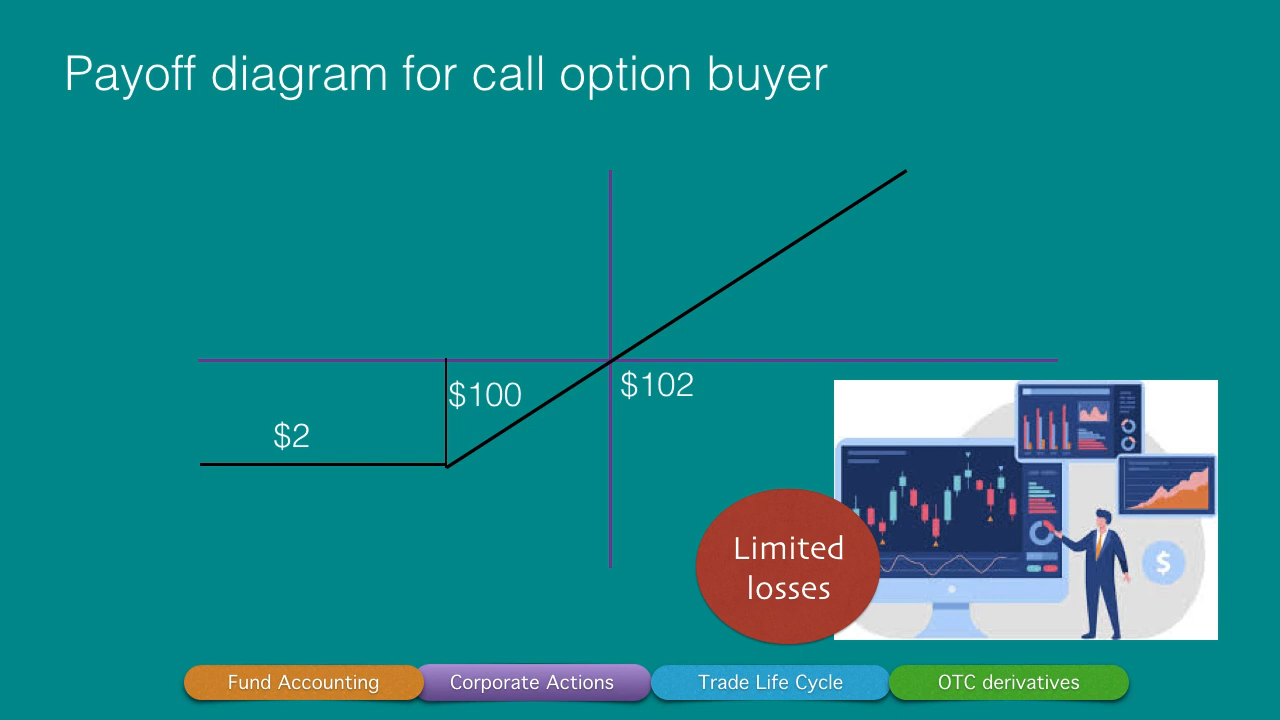 Payoff diagram for call option buyer
$100
$102
$2
Limited
losses
$
Fund Accounting
Corporate Actions
Trade Life Cycle
OTC derivatives